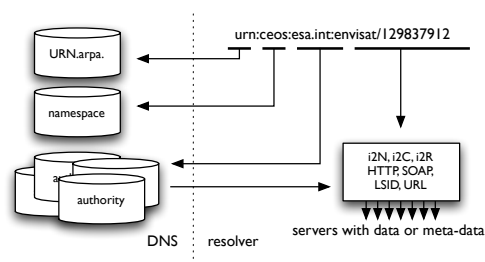 urn:ceos:esa.int:envisat/129837912
URN.arpa.
namespace
authority
i2N, i2C, i2R
HTTP, SOAP,
LSID, URL
servers with data or meta-data
DNS
resolver